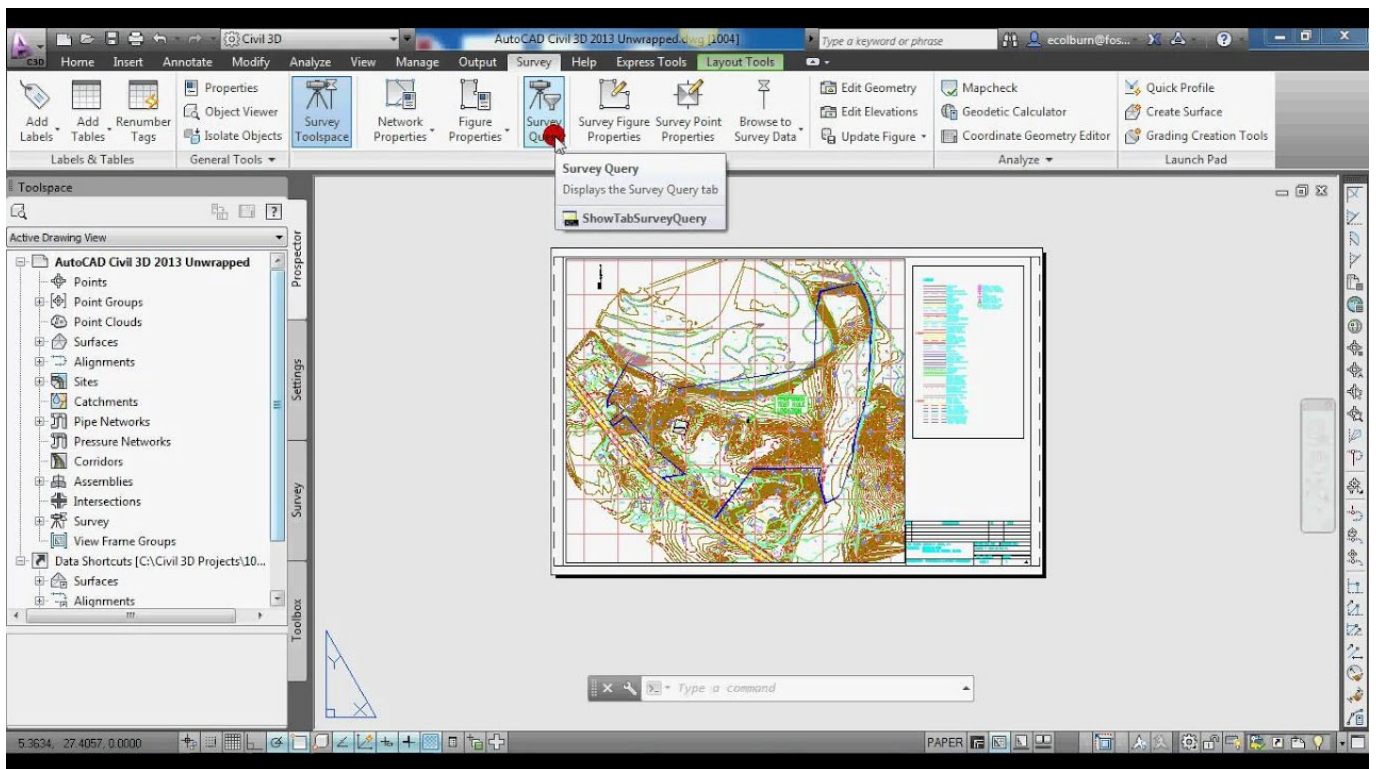 Civil 3D
AutoCAD Civil 3D 2013 Unwrapped.dwg [1004]
Type a keyword or phrase
ecolburn@fos...
C3D
Home Insert Annotate Modify Analyze View Manage Output Survey Help Express Tools Layout Tools
Add Labels
Add Tables
Renumber Tags
Properties
Object Viewer
Isolate Objects
Survey Toolspace
Network Properties
Figure Properties
Survey Query
Survey Figure Properties
Survey Point Properties
Browse to Survey Data
Edit Geometry
Edit Elevations
Update Figure
Mapcheck
Geodetic Calculator
Coordinate Geometry Editor
Quick Profile
Create Surface
Grading Creation Tools
Labels & Tables
General Tools
Analyze
Launch Pad
Survey Query
Displays the Survey Query tab
ShowTabSurveyQuery
Toolspace
Active Drawing View
AutoCAD Civil 3D 2013 Unwrapped
Points
Point Groups
Point Clouds
Surfaces
Alignments
Sites
Catchments
Pipe Networks
Pressure Networks
Corridors
Assemblies
Intersections
Survey
View Frame Groups
Data Shortcuts [C:\Civil 3D Projects\10...
Surfaces
Alignments
Prospector
Settings
Survey
Toolbox
Y
X
Type a command
5.3634, 27.4057, 0.0000
PAPER